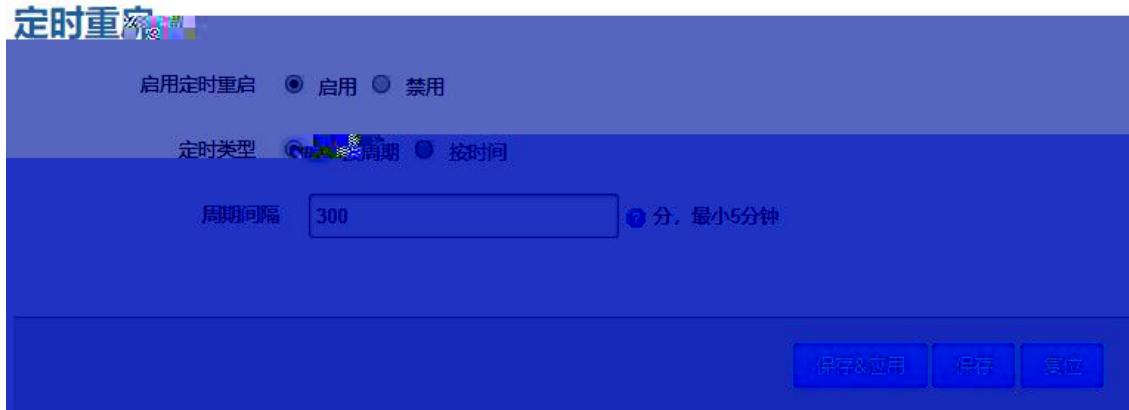 定时重启
启用定时重启 启用 禁用
定时类型 按周期 按时间
周期间隔 300 分，最小5分钟
保存&应用 保存 复位